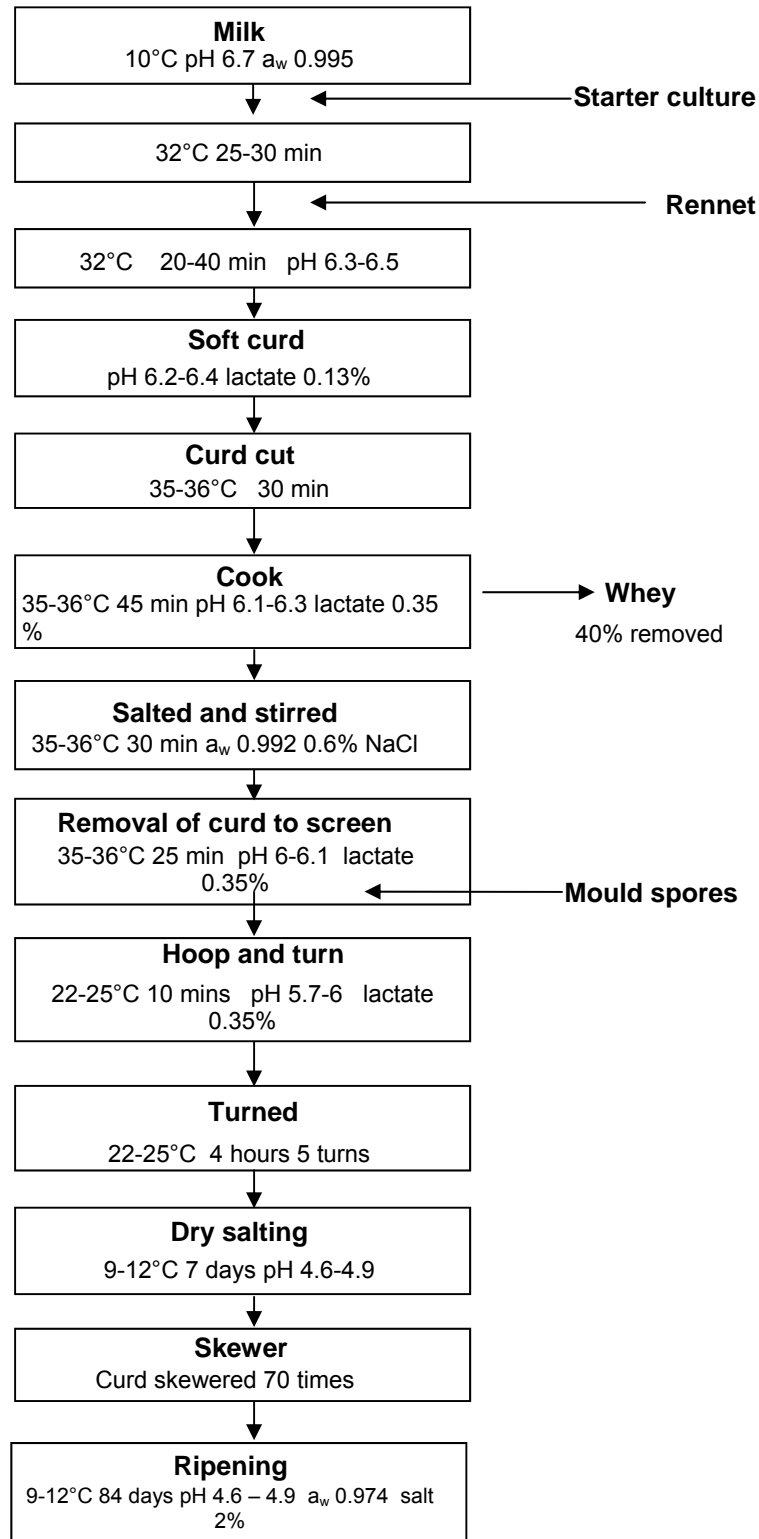 Milk
10°C pH 6.7 aw 0.995
Starter culture
32°C 25-30 min
Rennet
32°C 20-40 min pH 6.3-6.5
Soft curd
pH 6.2-6.4 lactate 0.13%
Curd cut
35-36°C 30 min
Cook
35-36°C 45 min pH 6.1-6.3 lactate 0.35
%
Whey
40% removed
Salted and stirred
35-36°C 30 min aw 0.992 0.6% NaCl
Removal of curd to screen
35-36°C 25 min pH 6-6.1 lactate
0.35%
Mould spores
Hoop and turn
22-25°C 10 mins pH 5.7-6 lactate
0.35%
Turned
22-25°C 4 hours 5 turns
Dry salting
9-12°C 7 days pH 4.6-4.9
Skewer
Curd skewered 70 times
Ripening
9-12°C 84 days pH 4.6 – 4.9 aw 0.974 salt
2%